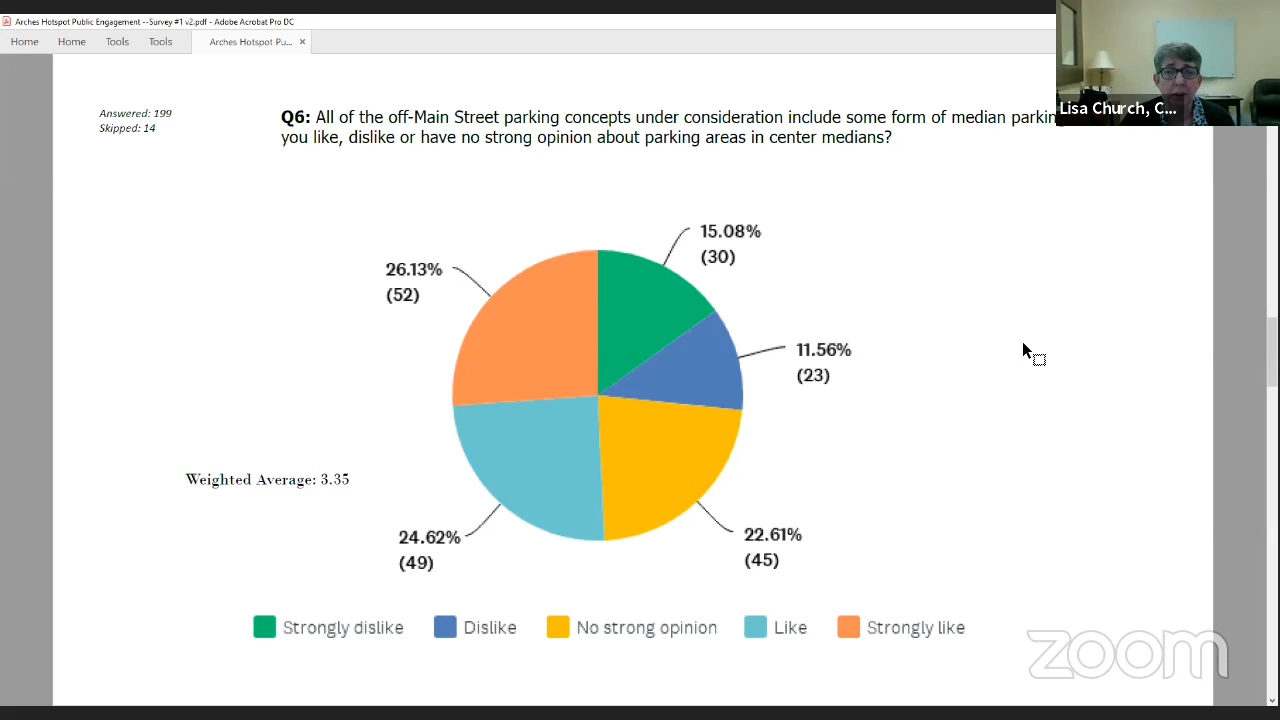 Arches Hotspot Public Engagement --Survey #1 v2.pdf - Adobe Acrobat Pro DC
Home Home Tools Tools Arches Hotspot Pu... ×
Lisa Church, C...
Answered: 199
Skipped: 14
Q6: All of the off-Main Street parking concepts under consideration include some form of median
you like, dislike or have no strong opinion about parking areas in center medians?
15.08%
(30)
26.13%
(52)
11.56%
(23)
Weighted Average: 3.35
24.62%
(49)
22.61%
(45)
Strongly dislike Dislike No strong opinion Like Strongly like
zoom